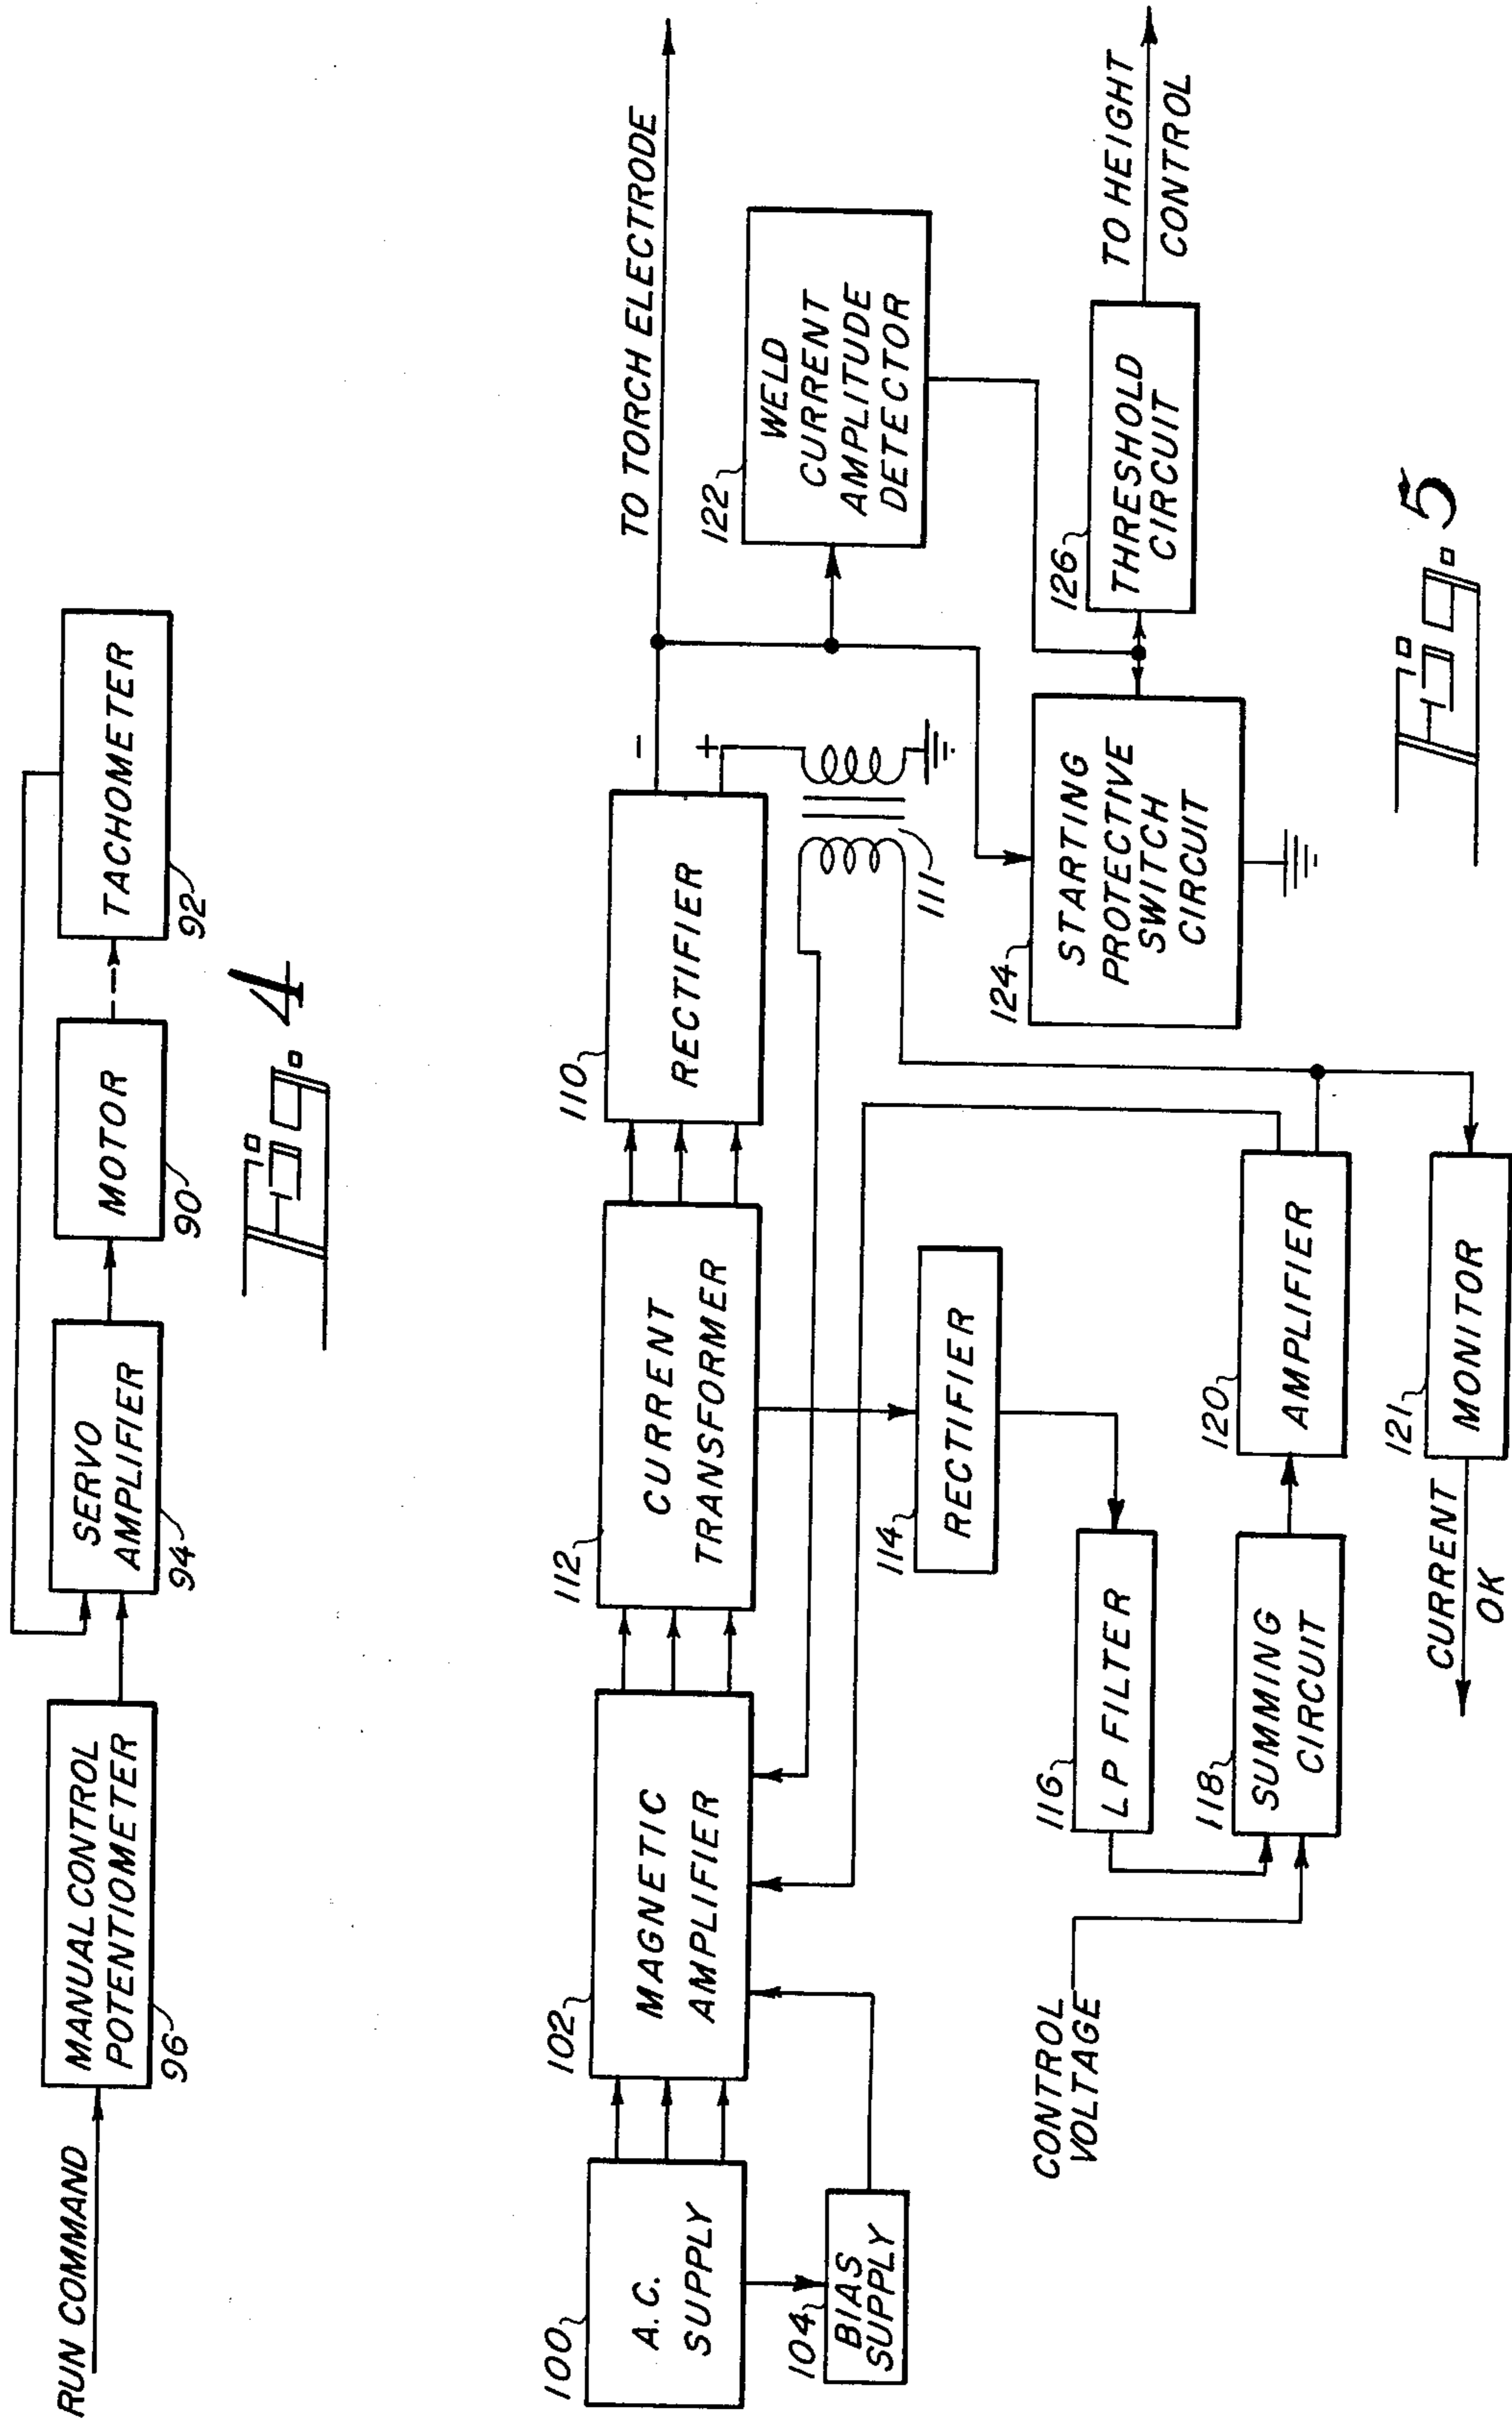 RUN COMMAND
MANUAL CONTROL
POTENTIOMETER
96
SERVO
AMPLIFIER
94
MOTOR
90
TACHOMETER
92
Fig. 4
100
A.C.
SUPPLY
104
BIAS
SUPPLY
102
MAGNETIC
AMPLIFIER
112
CURRENT
TRANSFORMER
110
RECTIFIER
-
+
111
TO TORCH ELECTRODE
122
WELD
CURRENT
AMPLITUDE
DETECTOR
114
RECTIFIER
124
STARTING
PROTECTIVE
SWITCH
CIRCUIT
126
THRESHOLD
CIRCUIT
TO HEIGHT
CONTROL
CONTROL
VOLTAGE
116
LP FILTER
118
SUMMING
CIRCUIT
120
AMPLIFIER
121
MONITOR
CURRENT
OK
Fig. 5